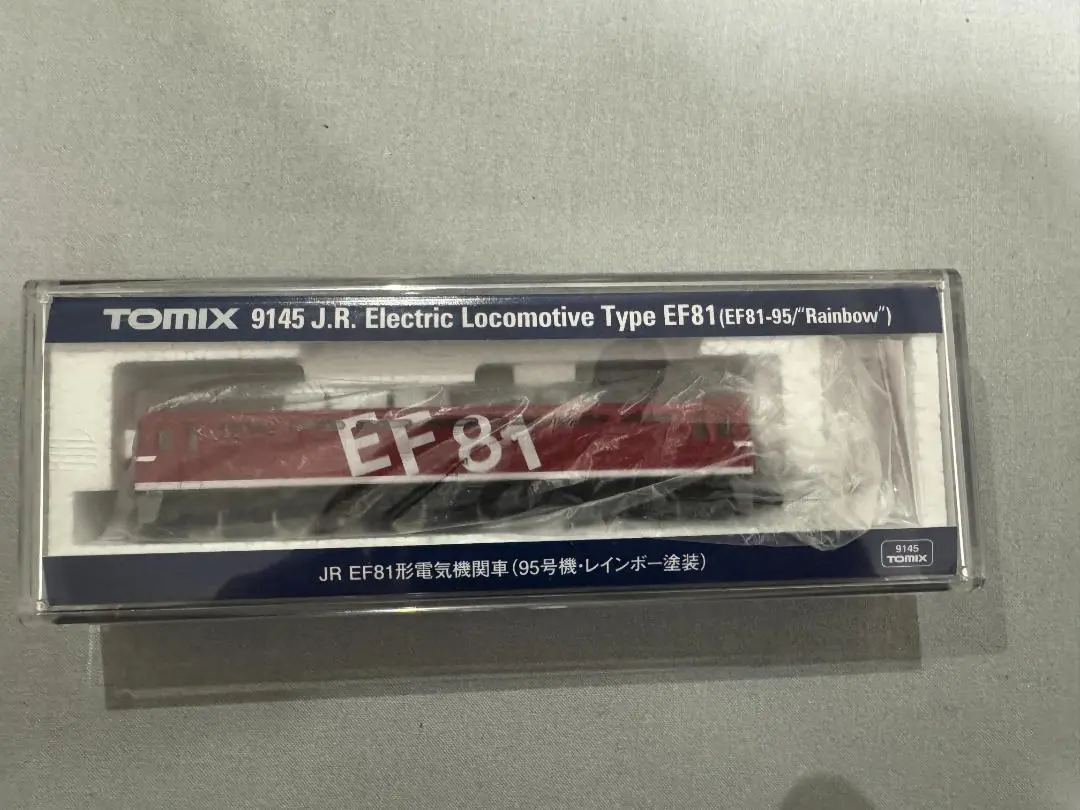 TOMIX 9145 J.R. Electric Locomotive Type EF81(EF81-95/"Rainbow")
EF81
JR EF81形電気機関車(95号機・レインボー塗装)
9145
TOMIX